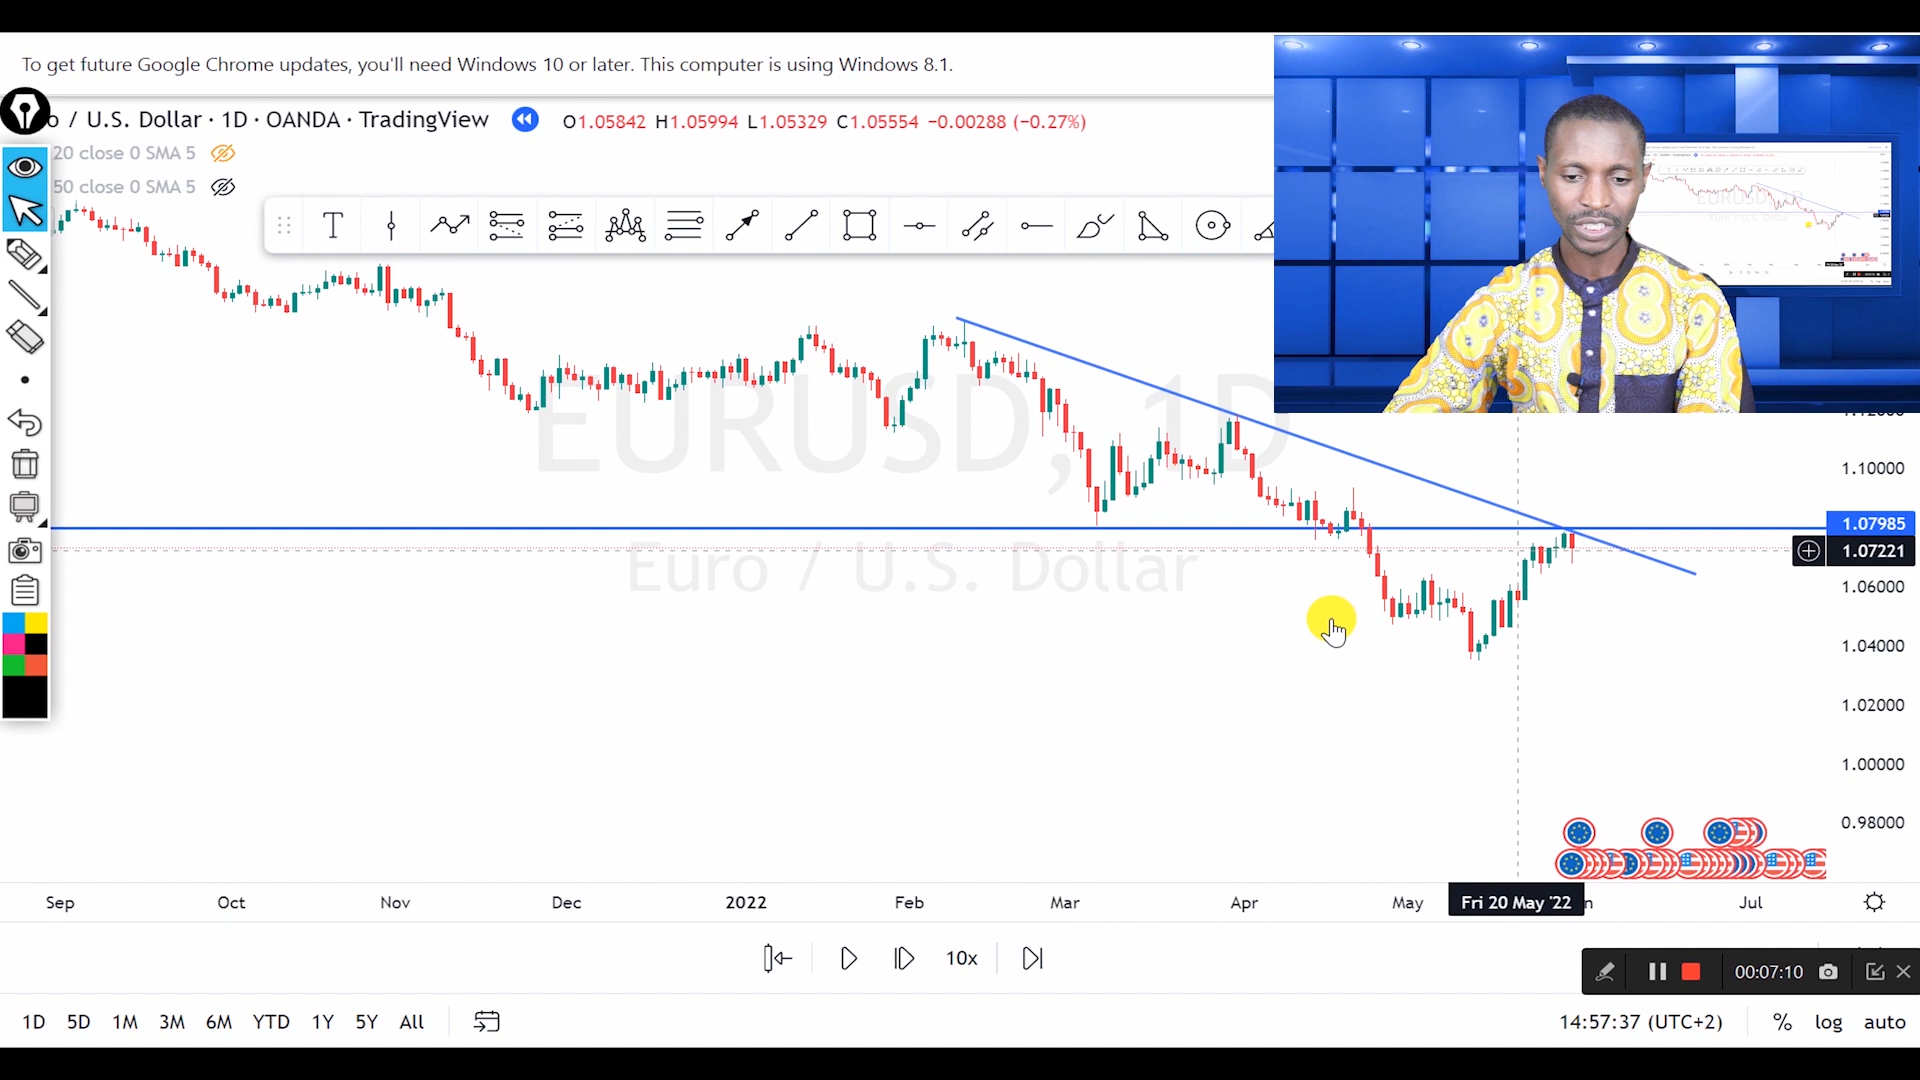 To get future Google Chrome updates, you'll need Windows 10 or later. This computer is using Windows 8.1.
o / U.S. Dollar · 1D · OANDA · TradingView O1.05842 H1.05994 L1.05329 C1.05554 −0.00288 (−0.27%)
20 close 0 SMA 5
50 close 0 SMA 5
T
EURUSD, 1D
Euro / U.S. Dollar
1.12000
1.10000
1.07985
1.07221
1.06000
1.04000
1.02000
1.00000
0.98000
Sep Oct Nov Dec 2022 Feb Mar Apr May Fri 20 May '22 n Jul
10x
00:07:10
1D 5D 1M 3M 6M YTD 1Y 5Y All 14:57:37 (UTC+2) % log auto